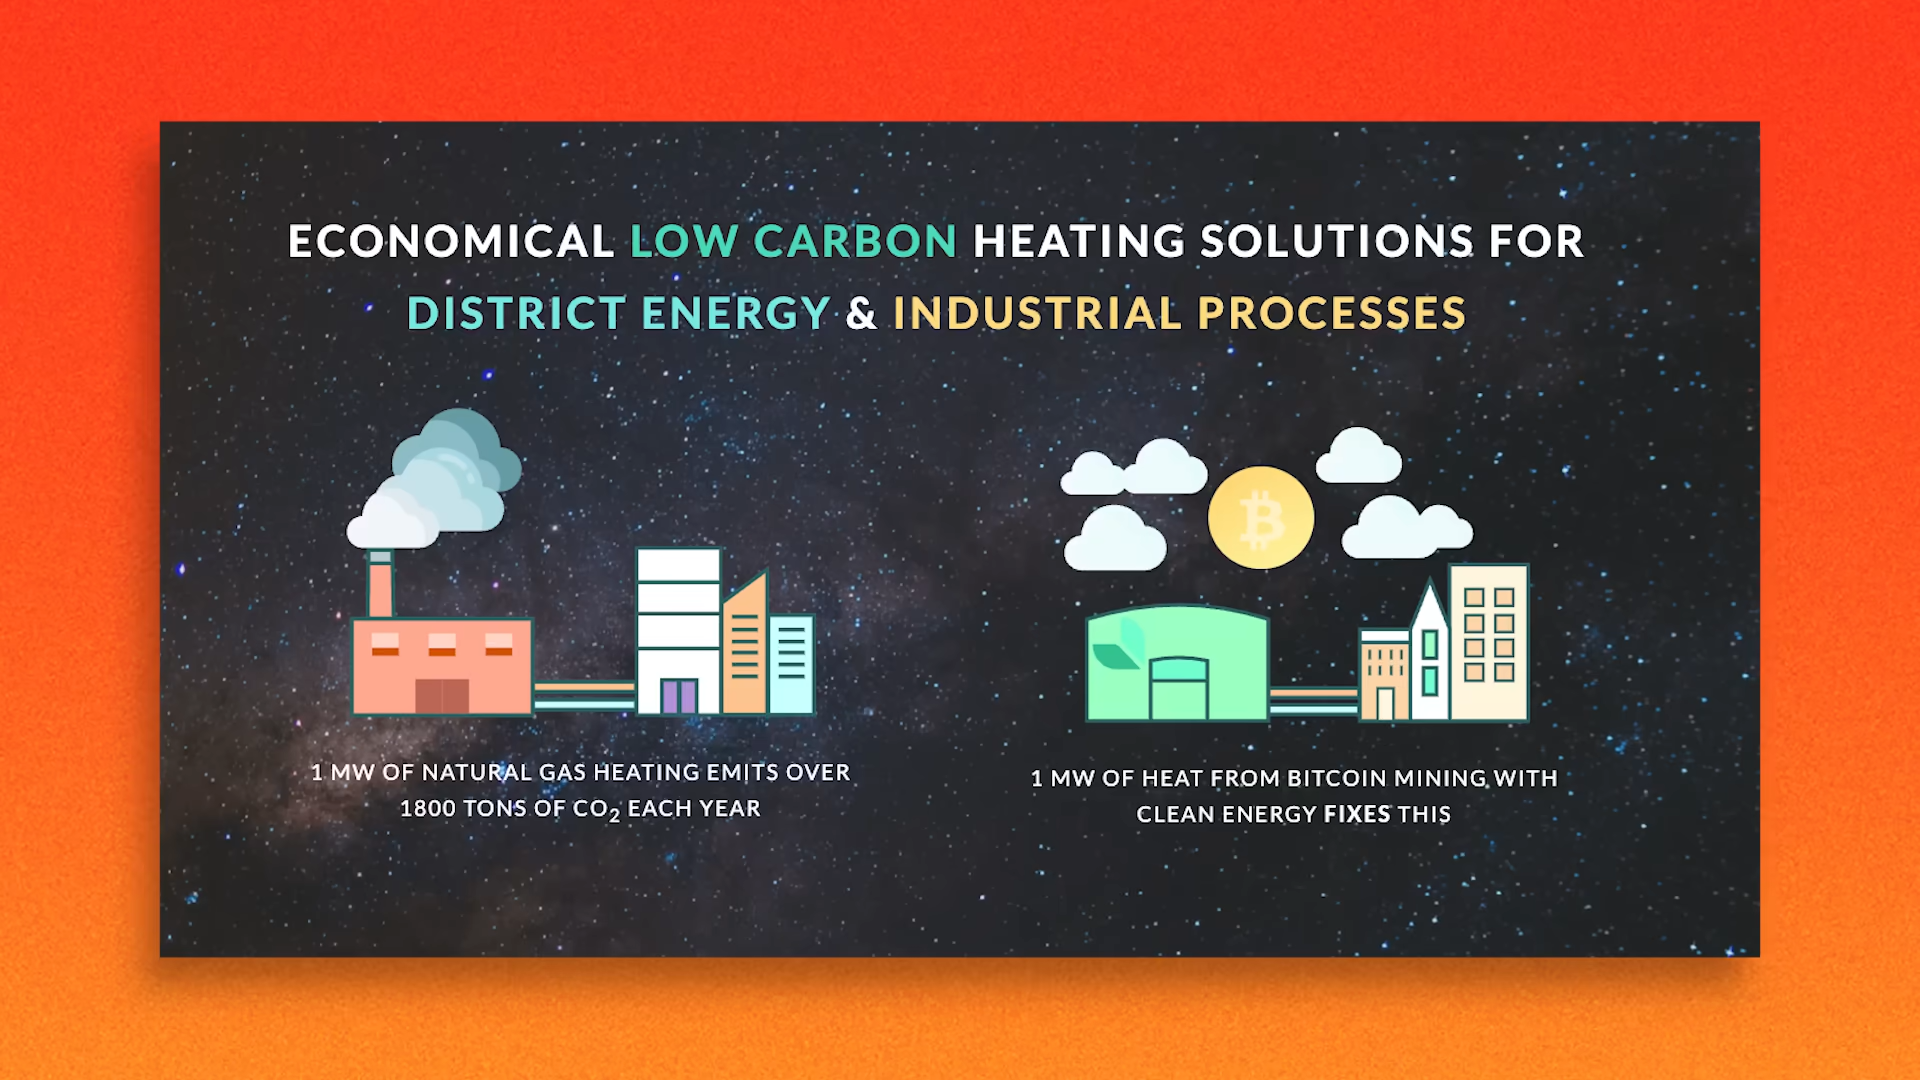 ECONOMICAL LOW CARBON HEATING SOLUTIONS FOR
DISTRICT ENERGY & INDUSTRIAL PROCESSES
1 MW OF NATURAL GAS HEATING EMITS OVER
1800 TONS OF CO₂ EACH YEAR
1 MW OF HEAT FROM BITCOIN MINING WITH
CLEAN ENERGY FIXES THIS